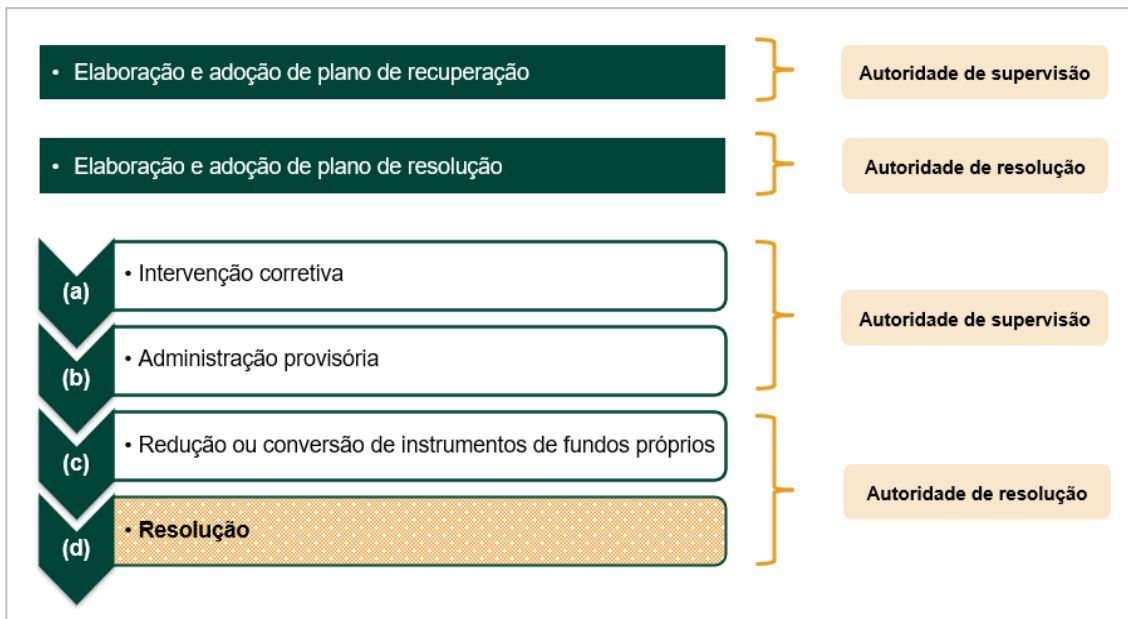 • Elaboração e adoção de plano de recuperação
Autoridade de supervisão
• Elaboração e adoção de plano de resolução
Autoridade de resolução
(a)
• Intervenção corretiva
Autoridade de supervisão
(b)
• Administração provisória
(c)
• Redução ou conversão de instrumentos de fundos próprios
Autoridade de resolução
(d)
• Resolução